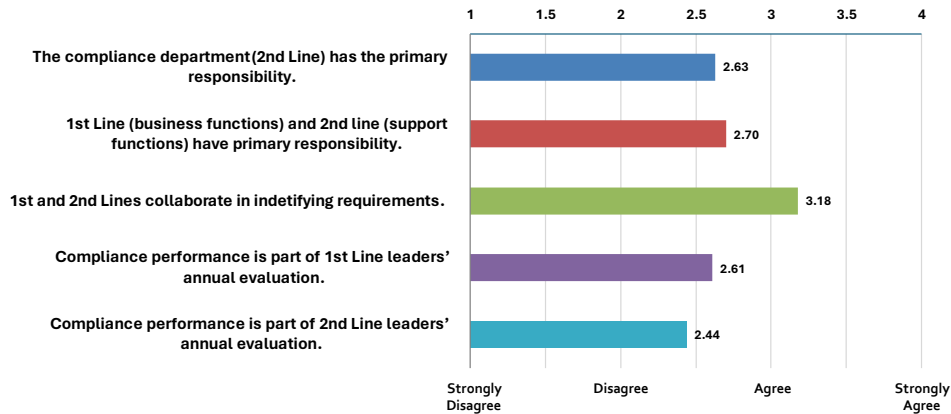 1 1.5 2 2.5 3 3.5 4
The compliance department(2nd Line) has the primary
responsibility.
2.63
1st Line (business functions) and 2nd line (support
functions) have primary responsibility.
2.70
1st and 2nd Lines collaborate in indetifying requirements.
3.18
Compliance performance is part of 1st Line leaders’
annual evaluation.
2.61
Compliance performance is part of 2nd Line leaders’
annual evaluation.
2.44
Strongly
Disagree
Disagree
Agree
Strongly
Agree